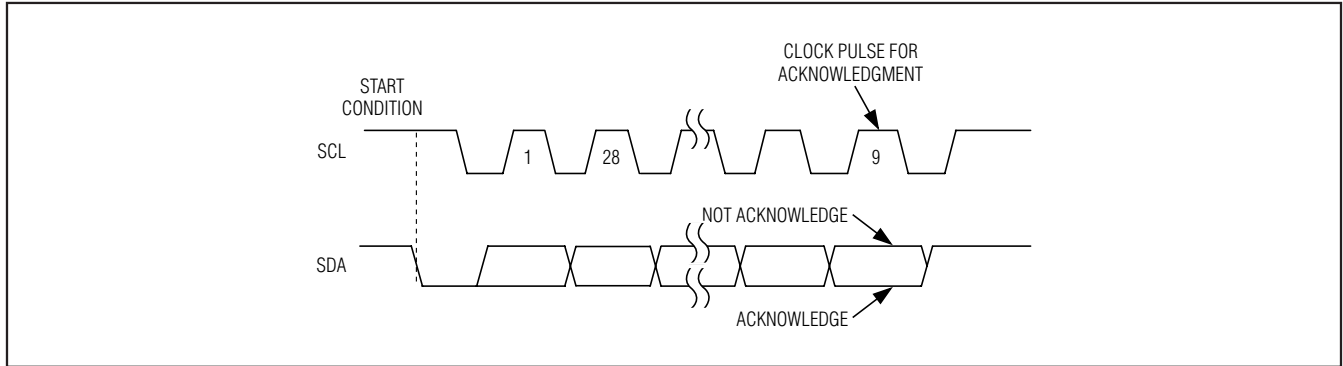 CLOCK PULSE FOR
ACKNOWLEDGMENT
START
CONDITION
SCL
1
28
9
NOT ACKNOWLEDGE
SDA
ACKNOWLEDGE